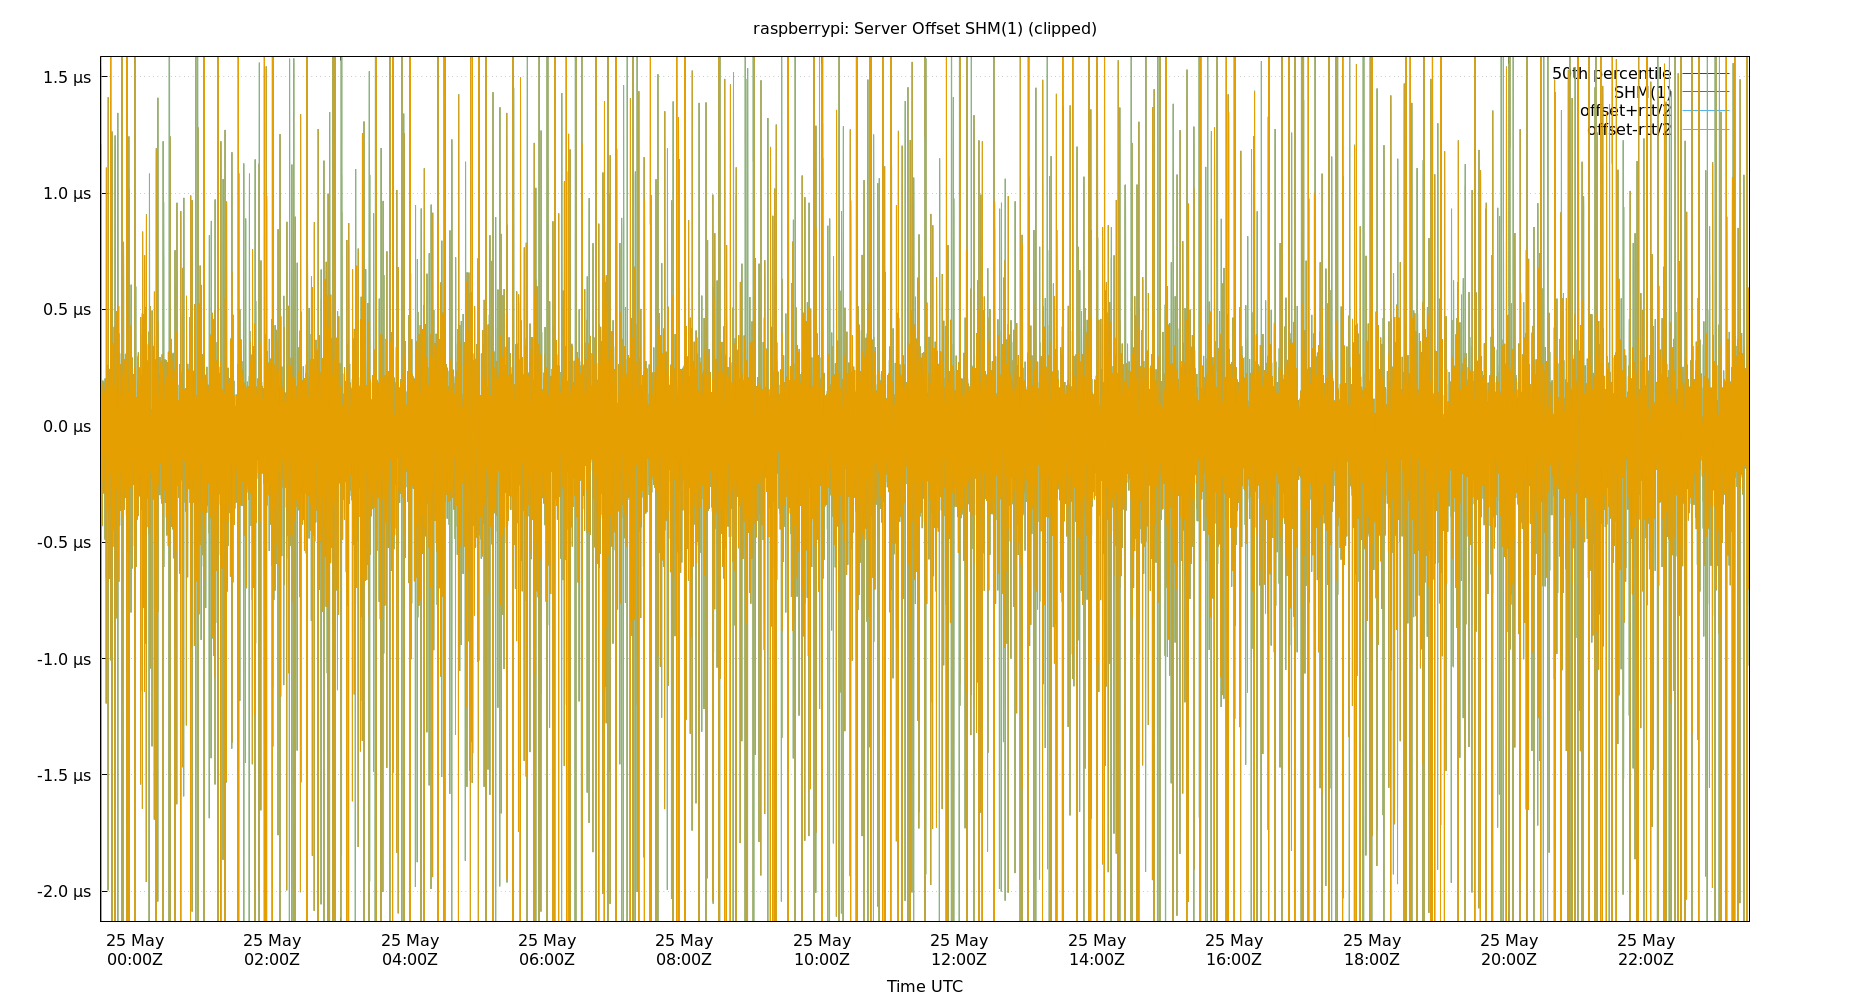 raspberrypi: Server Offset SHM(1) (clipped)
1.5 µs
1.0 µs
0.5 µs
0.0 µs
-0.5 µs
-1.0 µs
-1.5 µs
-2.0 µs
50th percentile
SHM(1)
offset+rtt/2
offset-rtt/2
25 May 25 May 25 May 25 May 25 May 25 May 25 May 25 May 25 May 25 May 25 May 25 May
00:00Z 02:00Z 04:00Z 06:00Z 08:00Z 10:00Z 12:00Z 14:00Z 16:00Z 18:00Z 20:00Z 22:00Z
Time UTC